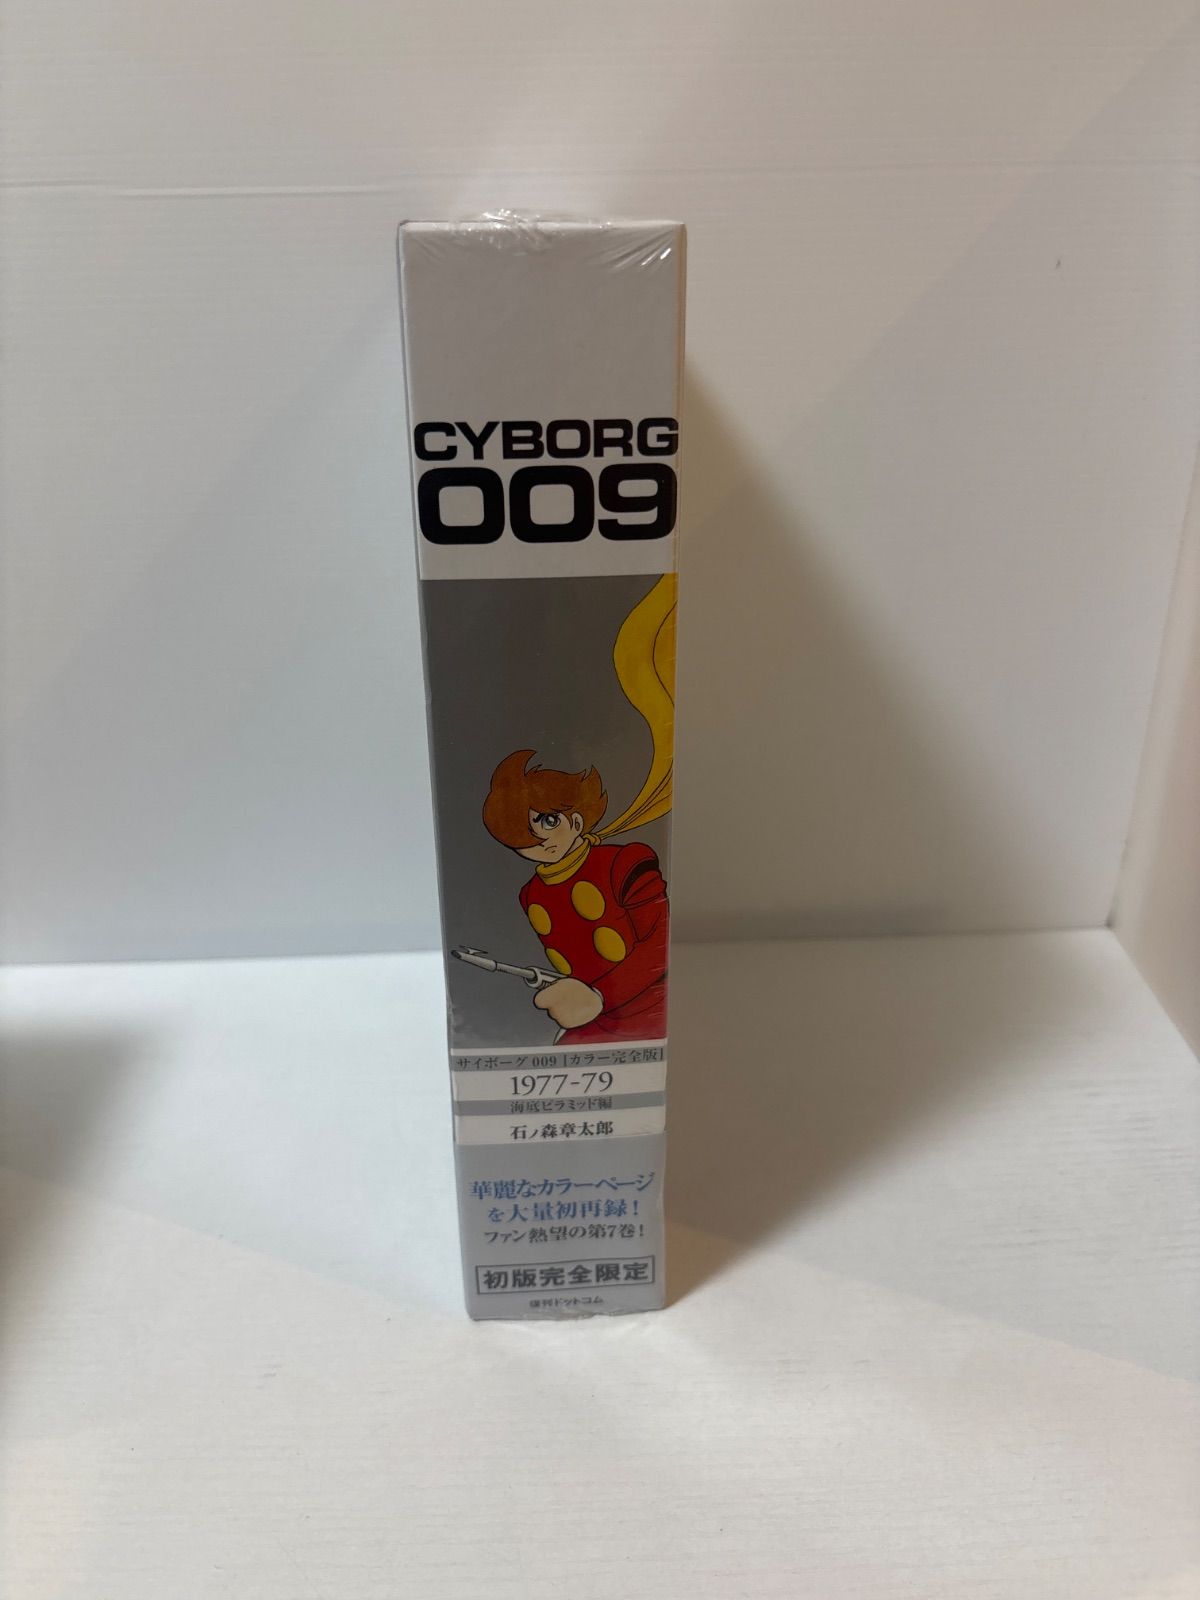 CYBORG
009
サイボーグ 009 [カラー完全版]
1977-79
海底ピラミッド編
石ノ森章太郎
華麗なカラーページ
を大量初再録!
ファン熱望の第7巻!
初版完全限定
復刊ドットコム